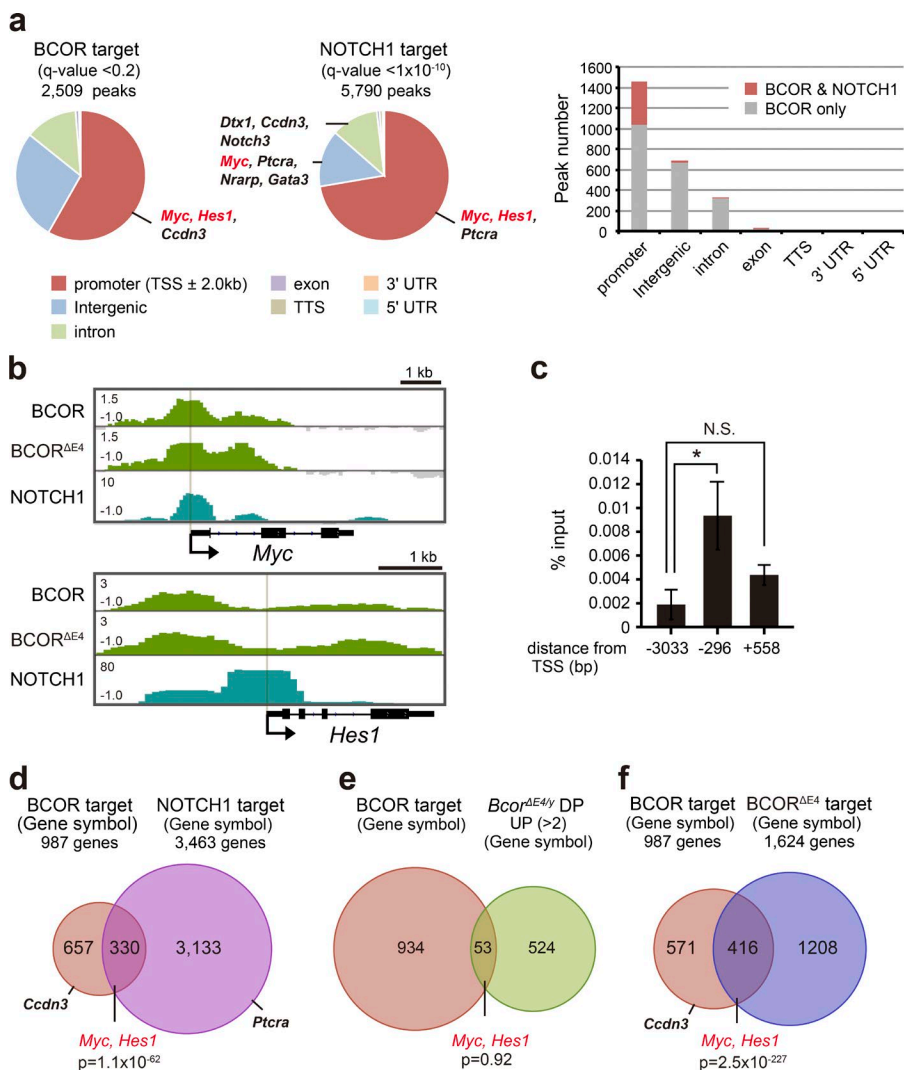 a
BCOR target
(q-value <0.2)
2,509 peaks
Myc, Hes1,
Ccdn3
NOTCH1 target
(q-value <1x10-10)
5,790 peaks
Dtx1, Ccdn3,
Notch3
Myc, Ptcra,
Nrarp, Gata3
Myc, Hes1,
Ptcra
promoter (TSS ± 2.0kb)
Intergenic
intron
exon
TTS
3' UTR
5' UTR
Peak number
1600
1400
1200
1000
800
600
400
200
0
BCOR & NOTCH1
BCOR only
promoter
Intergenic
intron
exon
TTS
3' UTR
5' UTR
b
1 kb
BCOR
1.5
-1.0
BCORΔE4
1.5
-1.0
NOTCH1
10
-1.0
Myc
1 kb
BCOR
3
-1.0
BCORΔE4
3
-1.0
NOTCH1
80
-1.0
Hes1
c
N.S.
*
% input
0.014
0.012
0.01
0.008
0.006
0.004
0.002
0
distance from
TSS (bp)
-3033
-296
+558
d
BCOR target
(Gene symbol)
987 genes
NOTCH1 target
(Gene symbol)
3,463 genes
657
330
3,133
Ccdn3
Ptcra
Myc, Hes1
p=1.1x10-62
e
BCOR target
(Gene symbol)
BcorΔE4/y DP
UP (>2)
(Gene symbol)
934
53
524
Myc, Hes1
p=0.92
f
BCOR target
(Gene symbol)
987 genes
BCORΔE4 target
(Gene symbol)
1,624 genes
571
416
1208
Ccdn3
Myc, Hes1
p=2.5x10-227